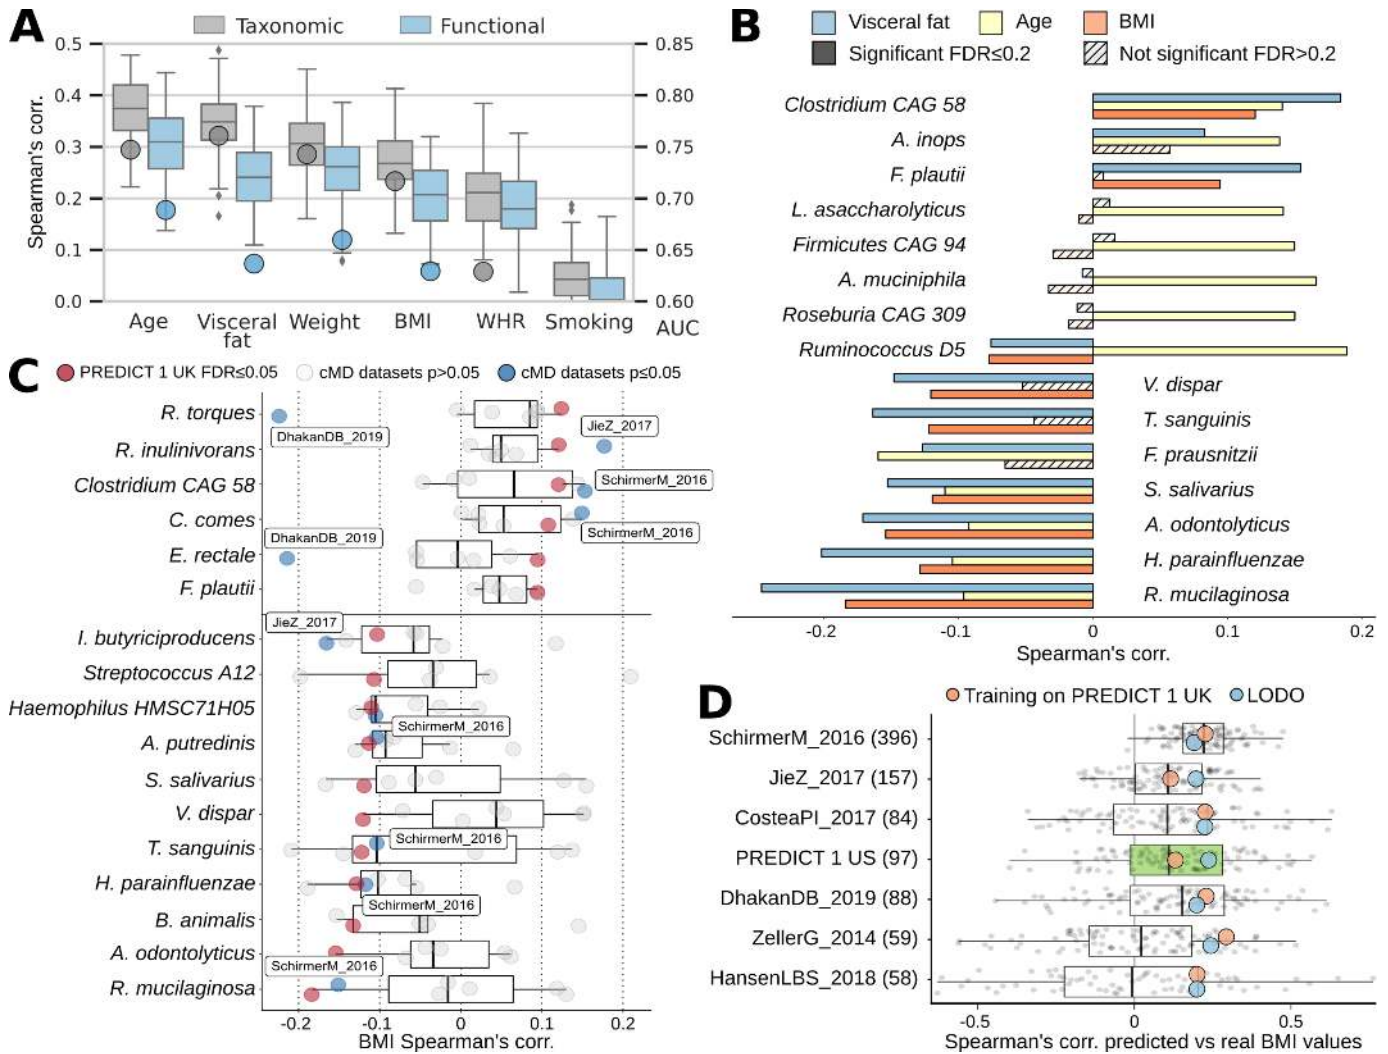 A
Taxonomic
Functional
Spearman's corr.
0.5
0.4
0.3
0.2
0.1
0.0
0.85
0.80
0.75
0.70
0.65
0.60
AUC
Age
Visceral
fat
Weight
BMI
WHR
Smoking
B
Visceral fat
Age
BMI
Significant FDR≤0.2
Not significant FDR>0.2
Clostridium CAG 58
A. inops
F. plautii
L. asaccharolyticus
Firmicutes CAG 94
A. muciniphila
Roseburia CAG 309
Ruminococcus D5
V. dispar
T. sanguinis
F. prausnitzii
S. salivarius
A. odontolyticus
H. parainfluenzae
R. mucilaginosa
-0.2
-0.1
0
0.1
0.2
Spearman's corr.
C
PREDICT 1 UK FDR≤0.05
cMD datasets p>0.05
cMD datasets p≤0.05
R. torques
DhakanDB_2019
JieZ_2017
R. inulinivorans
Clostridium CAG 58
SchirmerM_2016
C. comes
SchirmerM_2016
DhakanDB_2019
E. rectale
F. plautii
JieZ_2017
I. butyriciproducens
Streptococcus A12
Haemophilus HMSC71H05
SchirmerM_2016
A. putredinis
S. salivarius
V. dispar
SchirmerM_2016
T. sanguinis
H. parainfluenzae
SchirmerM_2016
B. animalis
A. odontolyticus
SchirmerM_2016
R. mucilaginosa
-0.2
-0.1
0
0.1
0.2
BMI Spearman's corr.
D
Training on PREDICT 1 UK
LODO
SchirmerM_2016 (396)
JieZ_2017 (157)
CosteaPI_2017 (84)
PREDICT 1 US (97)
DhakanDB_2019 (88)
ZellerG_2014 (59)
HansenLBS_2018 (58)
-0.5
0
0.5
Spearman's corr. predicted vs real BMI values